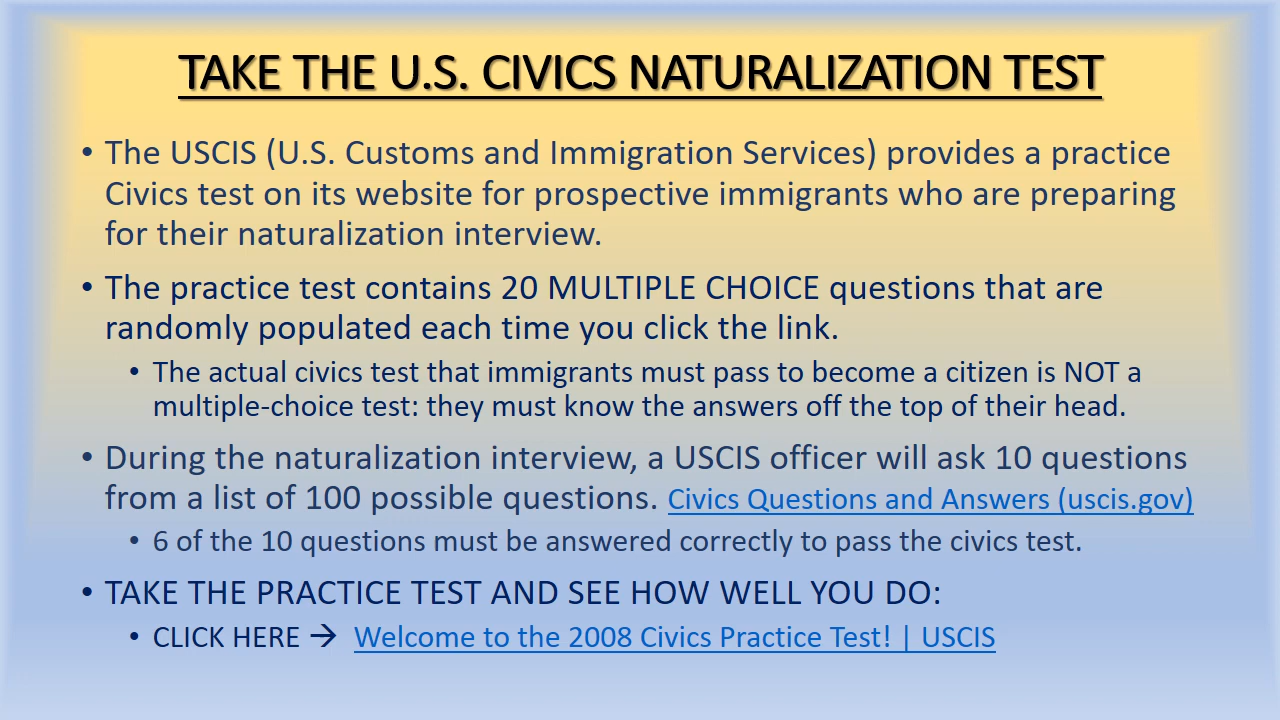 TAKE THE U.S. CIVICS NATURALIZATION TEST
• The USCIS (U.S. Customs and Immigration Services) provides a practice
Civics test on its website for prospective immigrants who are preparing
for their naturalization interview.
• The practice test contains 20 MULTIPLE CHOICE questions that are
randomly populated each time you click the link.
• The actual civics test that immigrants must pass to become a citizen is NOT a
multiple-choice test: they must know the answers off the top of their head.
• During the naturalization interview, a USCIS officer will ask 10 questions
from a list of 100 possible questions. Civics Questions and Answers (uscis.gov)
• 6 of the 10 questions must be answered correctly to pass the civics test.
• TAKE THE PRACTICE TEST AND SEE HOW WELL YOU DO:
• CLICK HERE → Welcome to the 2008 Civics Practice Test! | USCIS